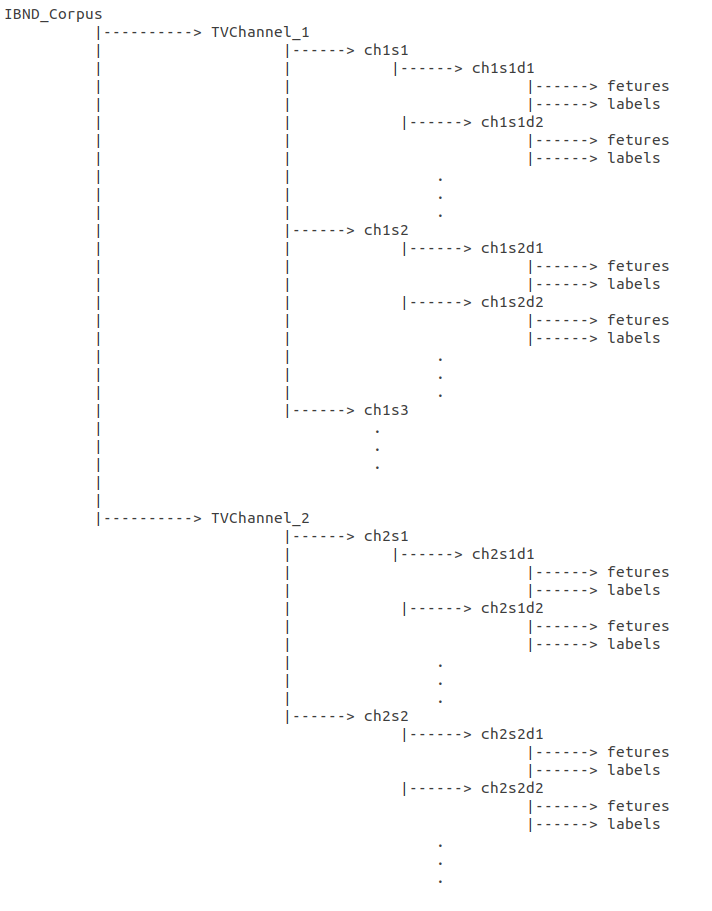 IBND_Corpus
|----------> TVChannel_1
| |------> ch1s1
| | |------> ch1s1d1
| | |------> fetures
| | |------> labels
| | |------> ch1s1d2
| | |------> fetures
| | |------> labels
| | .
| | .
| | .
| |------> ch1s2
| | |------> ch1s2d1
| | |------> fetures
| | |------> labels
| | |------> ch1s2d2
| | |------> fetures
| | |------> labels
| | .
| | .
| | .
| |------> ch1s3
| .
| .
| .
|
|
|----------> TVChannel_2
|------> ch2s1
| |------> ch2s1d1
| |------> fetures
| |------> labels
| |------> ch2s1d2
| |------> fetures
| |------> labels
| .
| .
| .
|------> ch2s2
|------> ch2s2d1
|------> fetures
|------> labels
|------> ch2s2d2
|------> fetures
|------> labels
.
.
.